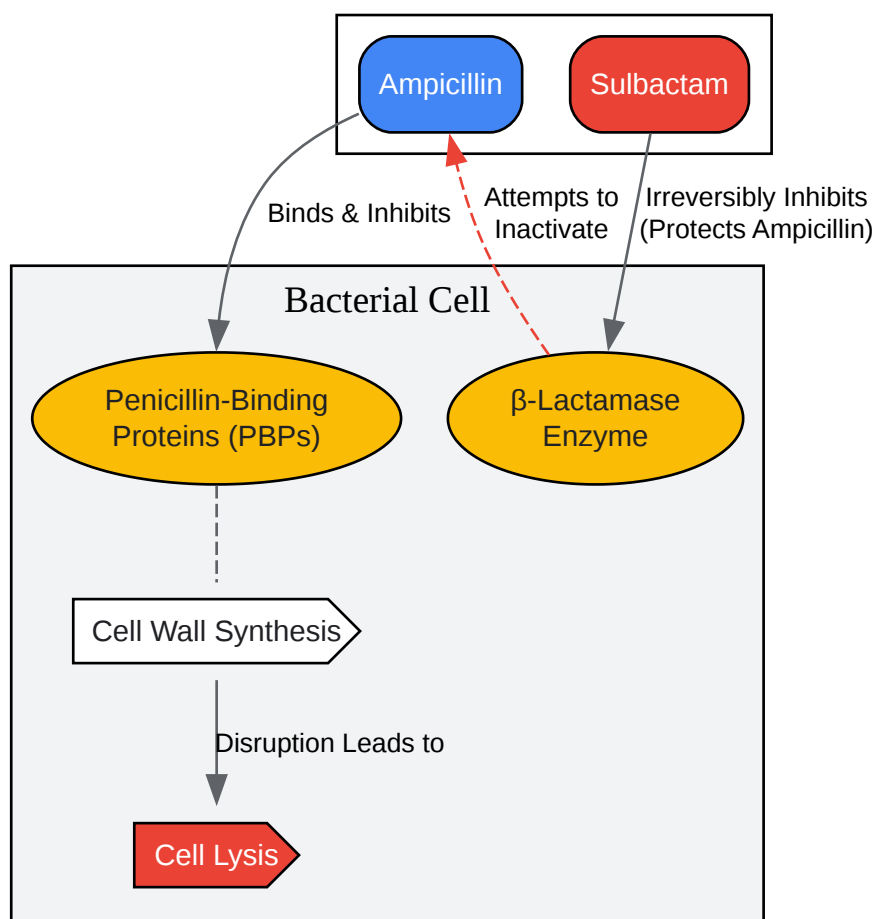 Ampicillin
Sulbactam
Binds & Inhibits
Attempts to
Inactivate
Irreversibly Inhibits
(Protects Ampicillin)
Bacterial Cell
Penicillin-Binding
Proteins (PBPs)
β-Lactamase
Enzyme
Cell Wall Synthesis
Disruption Leads to
Cell Lysis